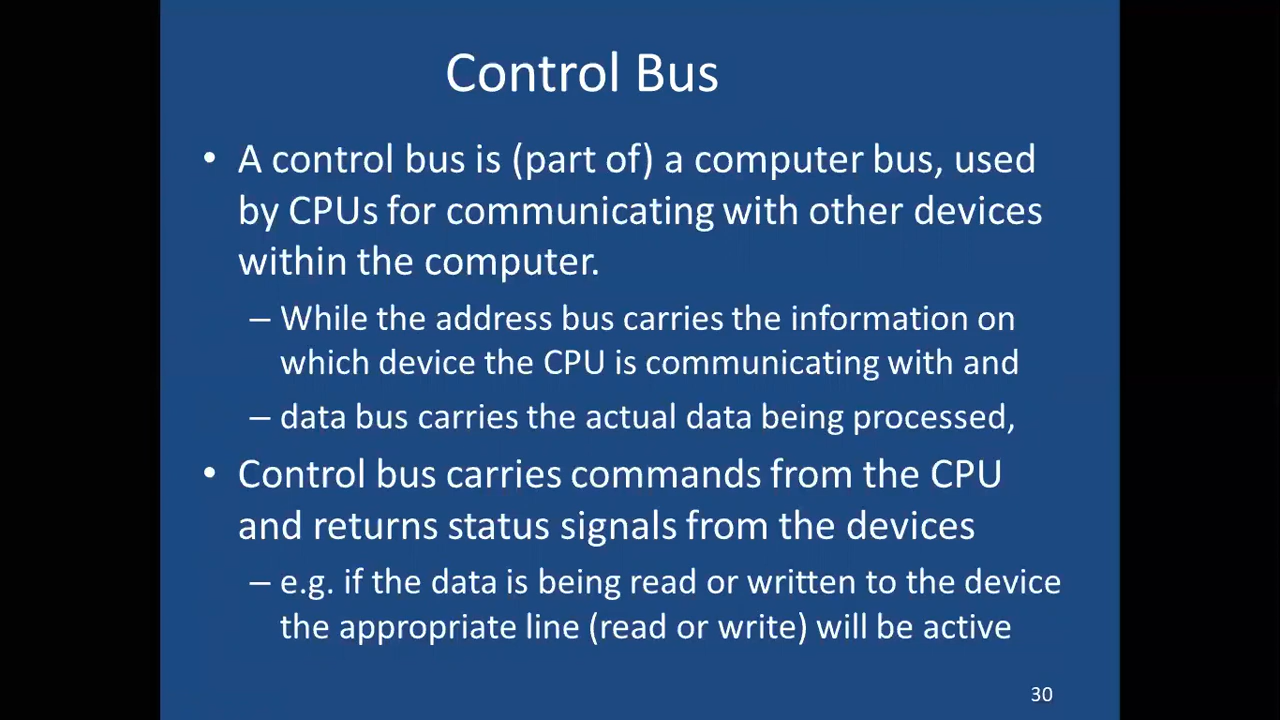 Control Bus
• A control bus is (part of) a computer bus, used
by CPUs for communicating with other devices
within the computer.
– While the address bus carries the information on
which device the CPU is communicating with and
– data bus carries the actual data being processed,
• Control bus carries commands from the CPU
and returns status signals from the devices
– e.g. if the data is being read or written to the device
the appropriate line (read or write) will be active
30